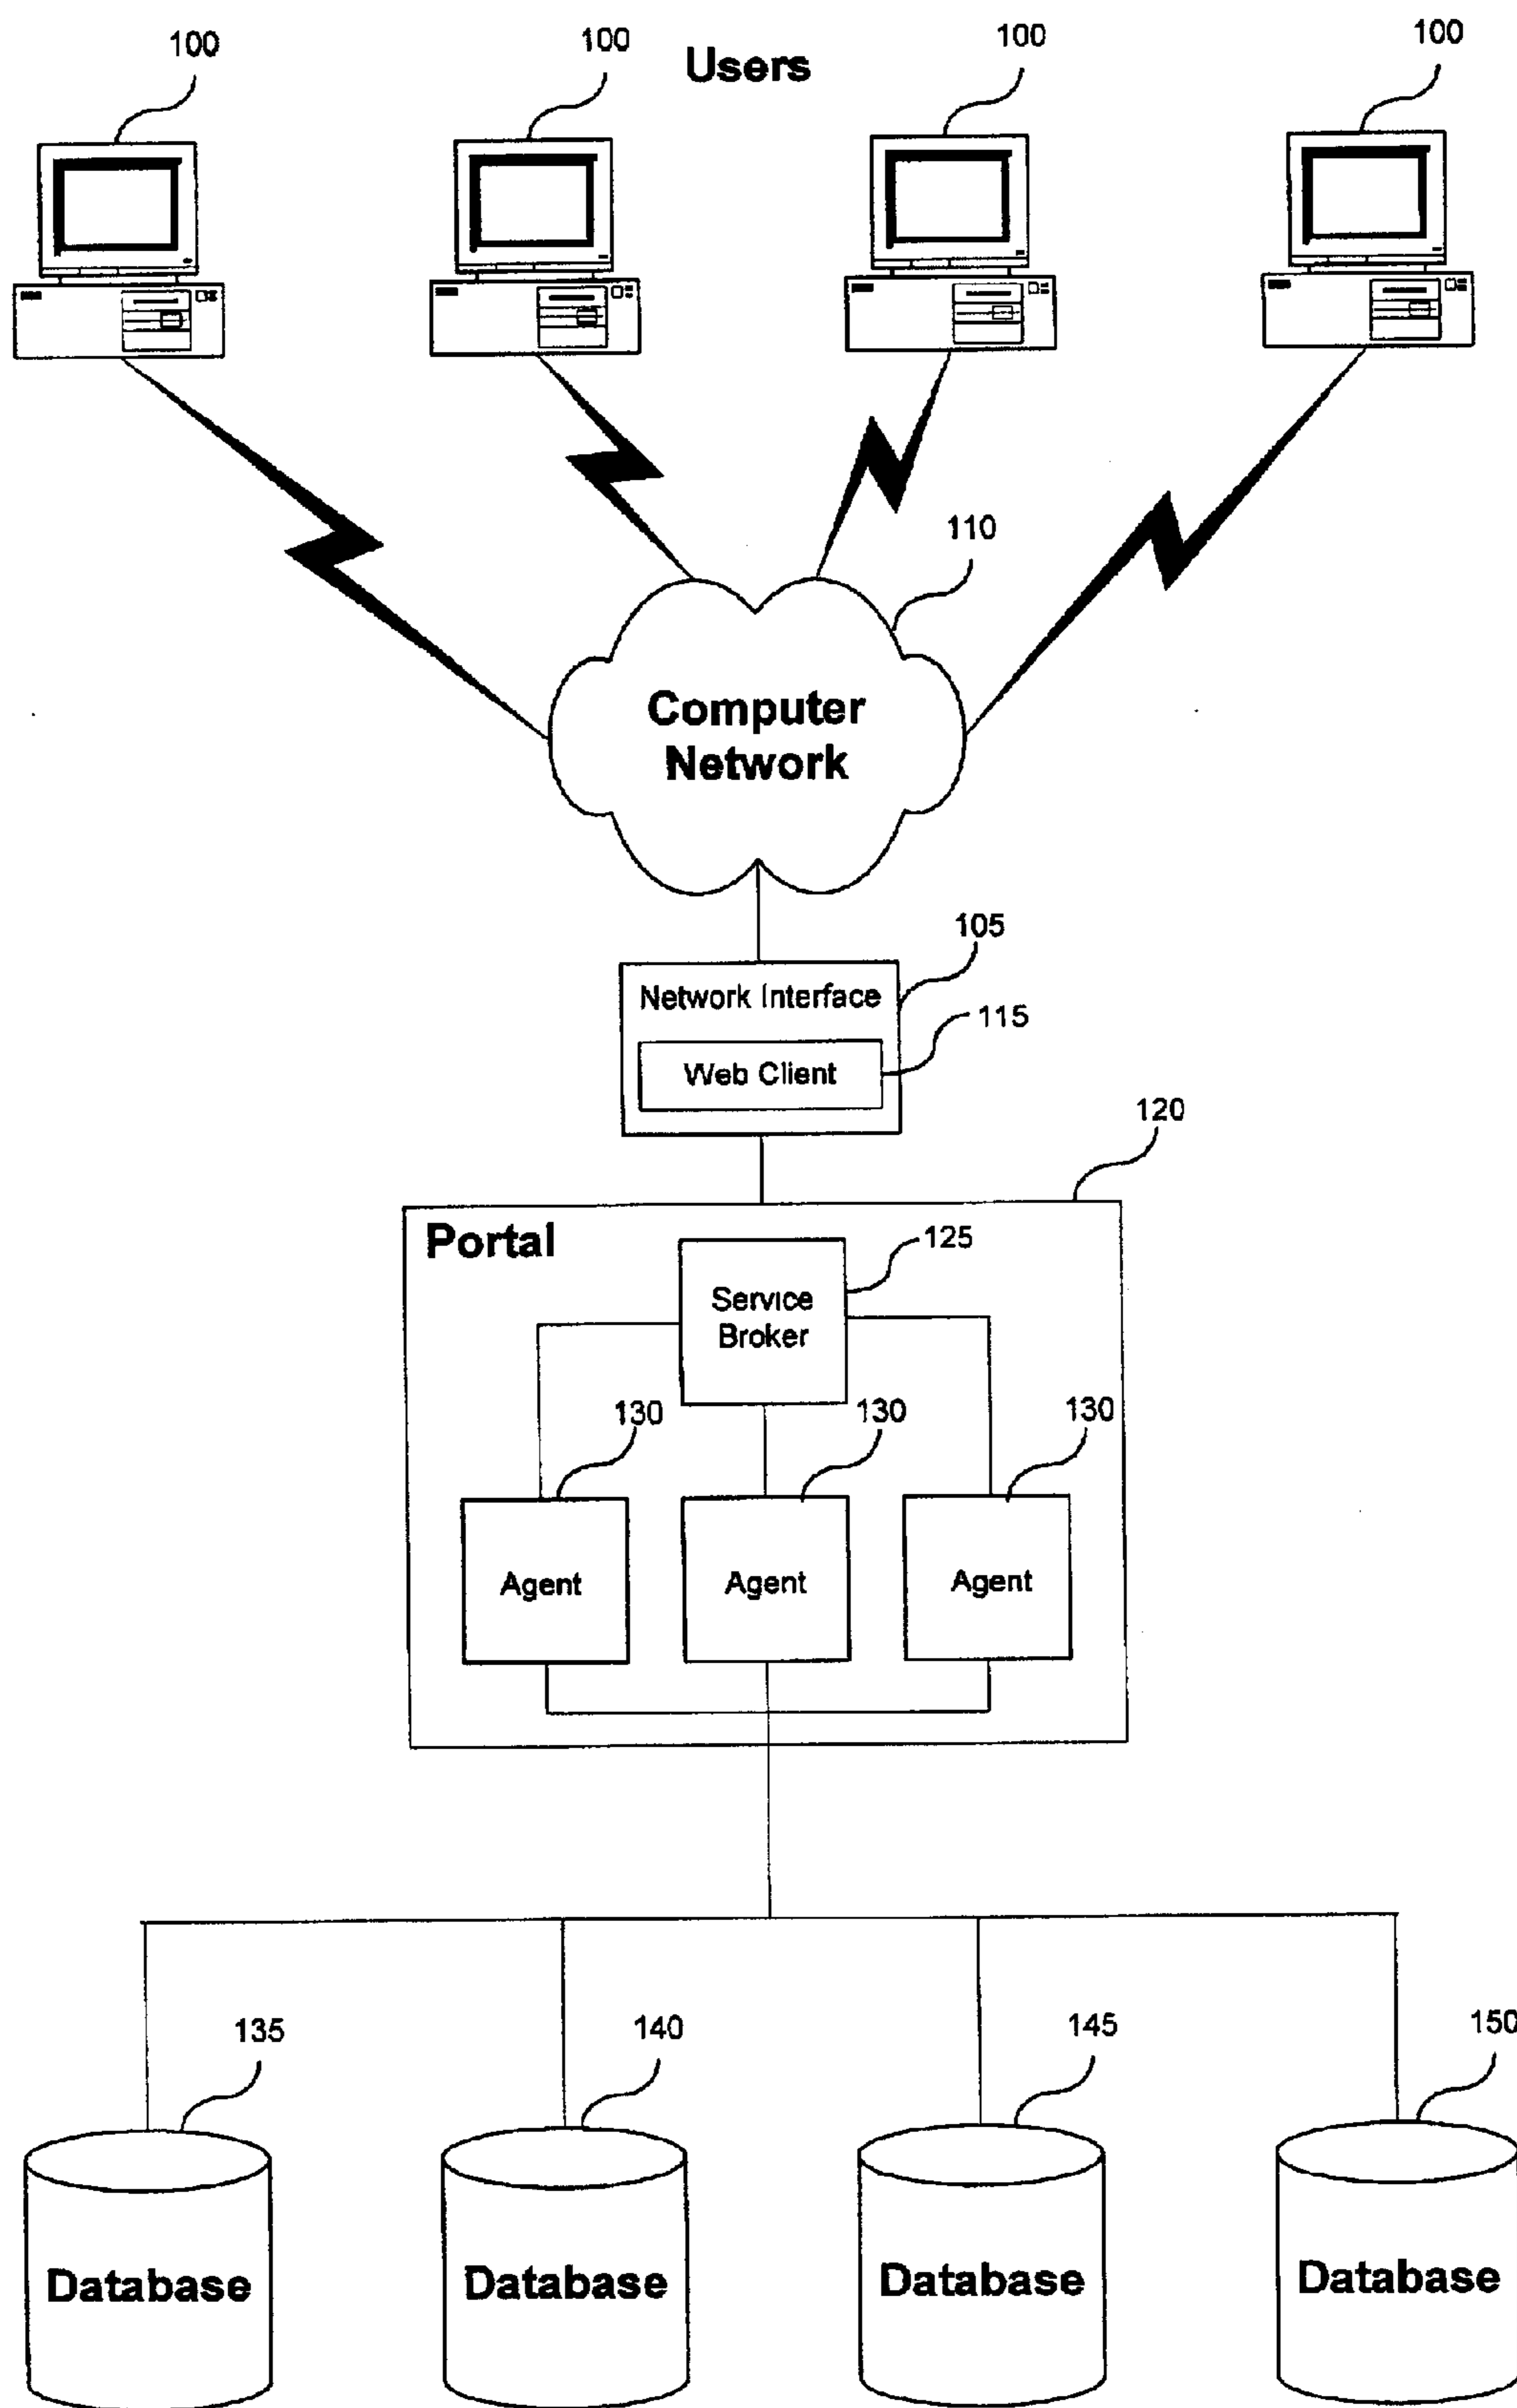 100
100
Users
100
100
110
Computer
Network
105
Network Interface
115
Web Client
120
Portal
125
Service
Broker
130
130
130
Agent
Agent
Agent
135
140
145
150
Database
Database
Database
Database